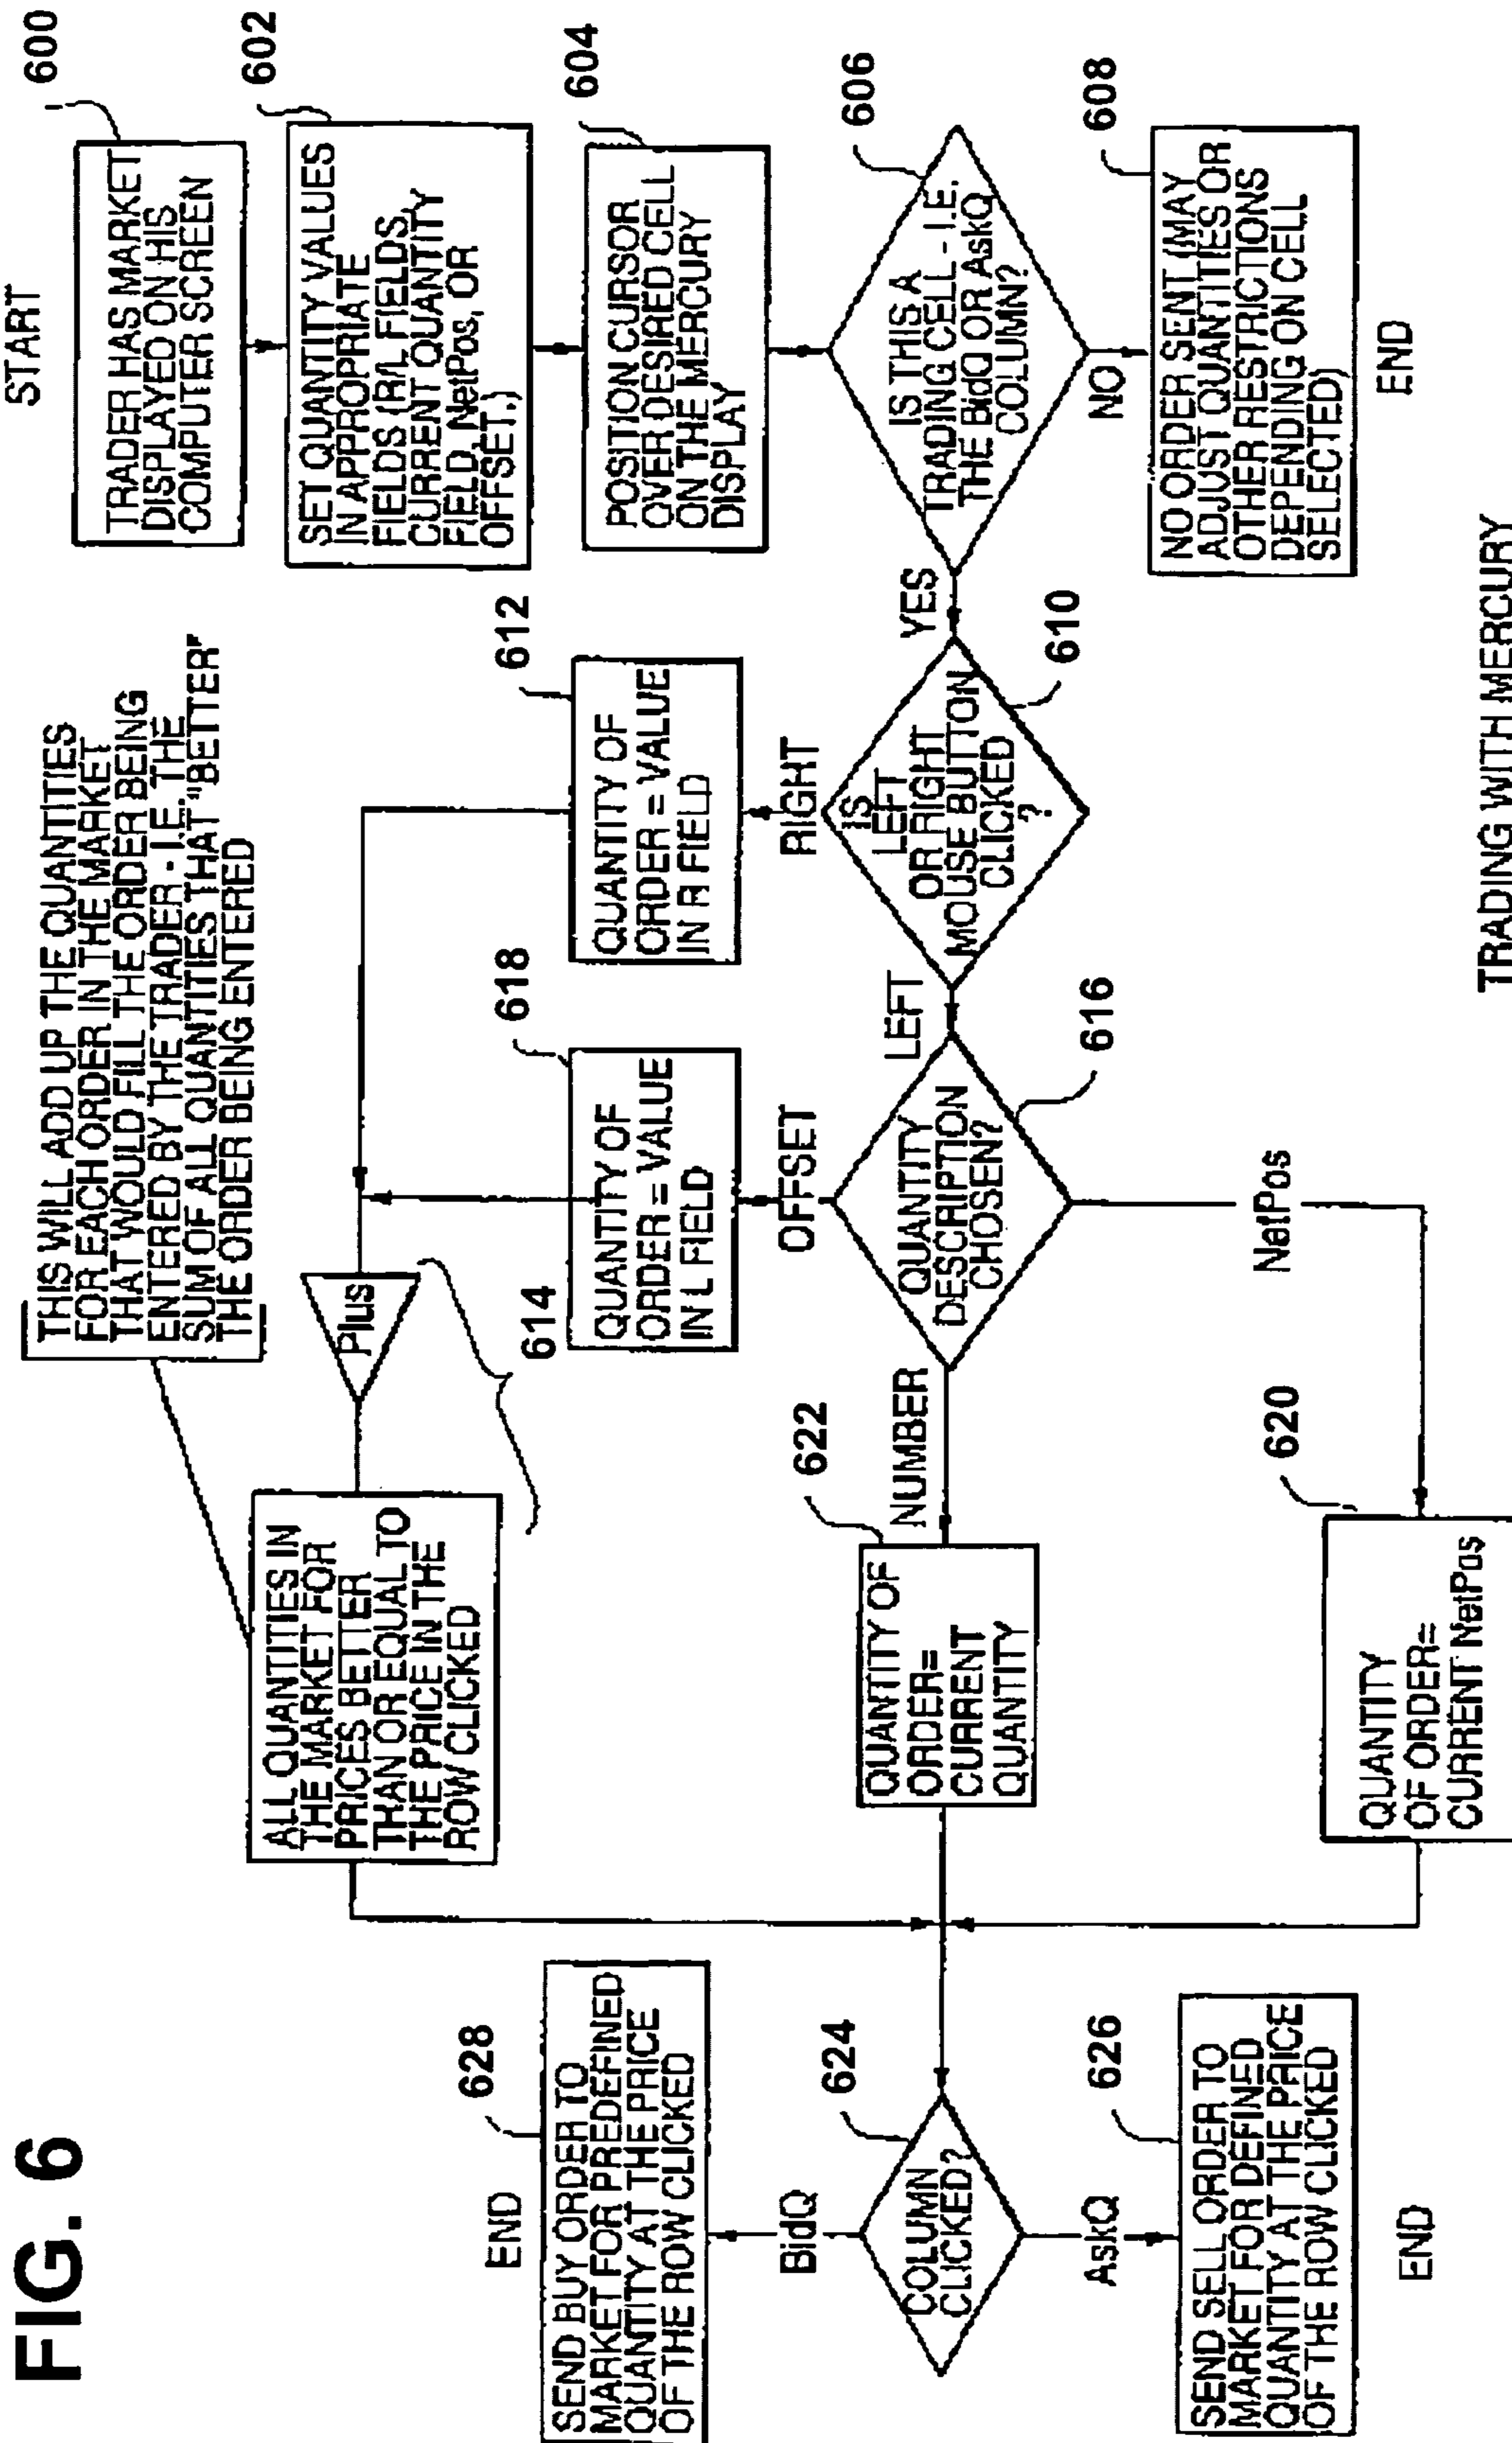 FIG. 6
START
600
TRADER HAS MARKET
DISPLAYED ON HIS
COMPUTER SCREEN
602
SET QUANTITY VALUES
IN APPROPRIATE
FIELDS (R/L FIELDS,
CURRENT QUANTITY
FIELD, NetPos, OR
OFFSET.)
604
POSITION CURSOR
OVER DESIRED CELL
ON THE MERCURY
DISPLAY
606
IS THIS A
TRADING CELL - I.E.
THE BidQ OR AskQ
COLUMN?
NO
608
NO ORDER SENT (MAY
ADJUST QUANTITIES OR
OTHER RESTRICTIONS
DEPENDING ON CELL
SELECTED)
END
YES
610
IS
LEFT
OR RIGHT
MOUSE BUTTON
CLICKED
?
RIGHT
612
QUANTITY OF
ORDER = VALUE
IN R FIELD
LEFT
616
QUANTITY
DESCRIPTION
CHOSEN?
OFFSET
618
QUANTITY OF
ORDER = VALUE
IN L FIELD
Plus
614
ALL QUANTITIES IN
THE MARKET FOR
PRICES BETTER
THAN OR EQUAL TO
THE PRICE IN THE
ROW CLICKED
THIS WILL ADD UP THE QUANTITIES
FOR EACH ORDER IN THE MARKET
THAT WOULD FILL THE ORDER BEING
ENTERED BY THE TRADER - I.E. THE
SUM OF ALL QUANTITIES THAT "BETTER"
THE ORDER BEING ENTERED
NUMBER
622
QUANTITY OF
ORDER=
CURRENT
QUANTITY
NetPos
620
QUANTITY
OF ORDER=
CURRENT NetPos
624
COLUMN
CLICKED?
BidQ
628
SEND BUY ORDER TO
MARKET FOR PREDEFINED
QUANTITY AT THE PRICE
OF THE ROW CLICKED
END
AskQ
626
SEND SELL ORDER TO
MARKET FOR DEFINED
QUANTITY AT THE PRICE
OF THE ROW CLICKED
END
TRADING WITH MERCURY